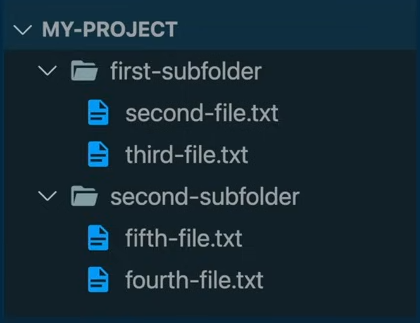 MY-PROJECT
first-subfolder
second-file.txt
third-file.txt
second-subfolder
fifth-file.txt
fourth-file.txt